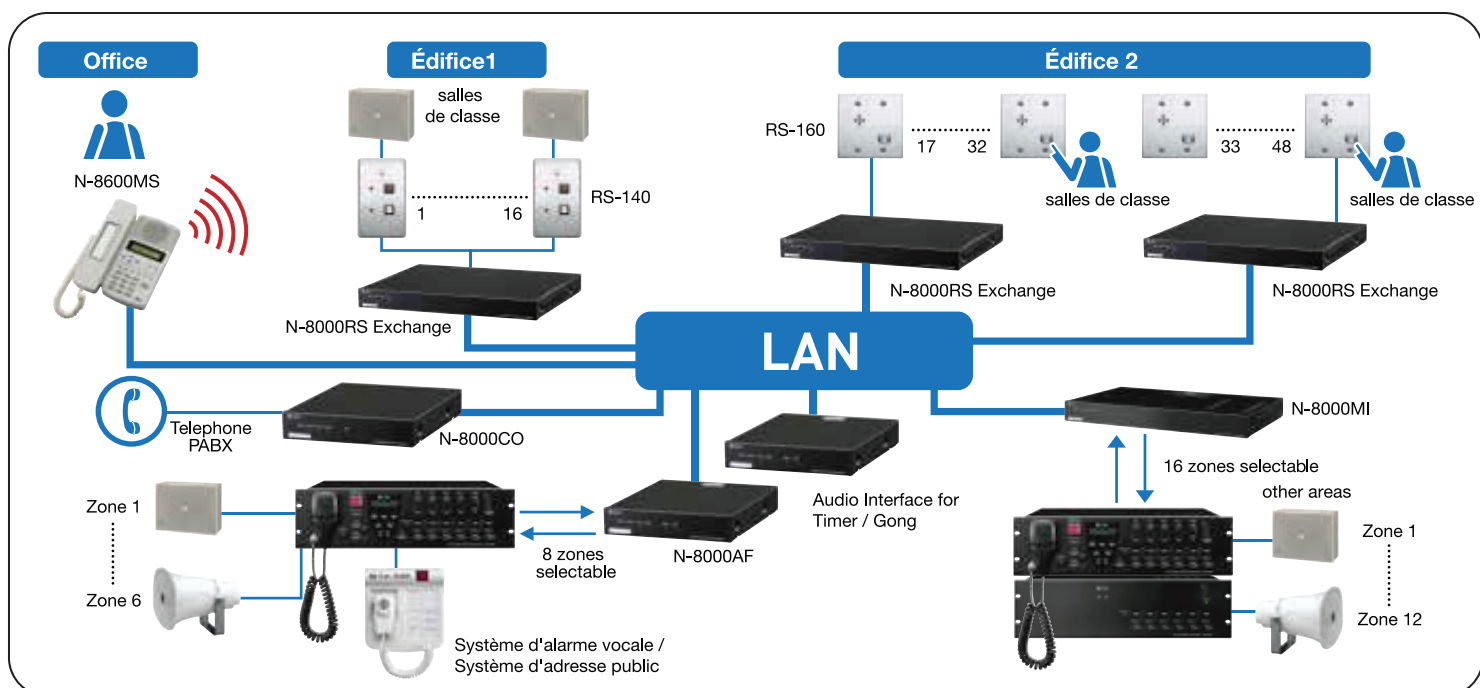 Office
Édifice1
Édifice 2
N-8600MS
salles
de classe
1
16
RS-140
RS-160
17
32
33
48
salles de classe
salles de classe
N-8000RS Exchange
N-8000RS Exchange
N-8000RS Exchange
LAN
Telephone
PABX
N-8000CO
N-8000MI
Audio Interface for
Timer / Gong
16 zones selectable
other areas
Zone 1
Zone 6
8 zones
selectable
N-8000AF
Système d'alarme vocale /
Système d'adresse public
Zone 1
Zone 12